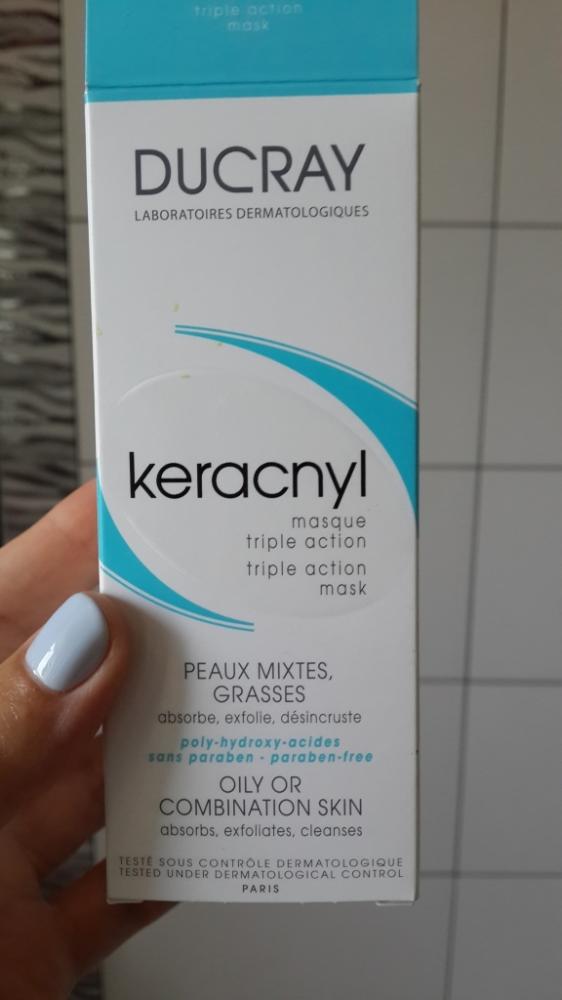 triple action
mask
DUCRAY
LABORATOIRES DERMATOLOGIQUES
keracnyl
masque
triple action
triple action
mask
PEAUX MIXTES,
GRASSES
absorbe, exfolie, désincruste
poly-hydroxy-acides
sans paraben - paraben-free
OILY OR
COMBINATION SKIN
absorbs, exfoliates, cleanses
TESTÉ SOUS CONTRÔLE DERMATOLOGIQUE
TESTED UNDER DERMATOLOGICAL CONTROL
PARIS